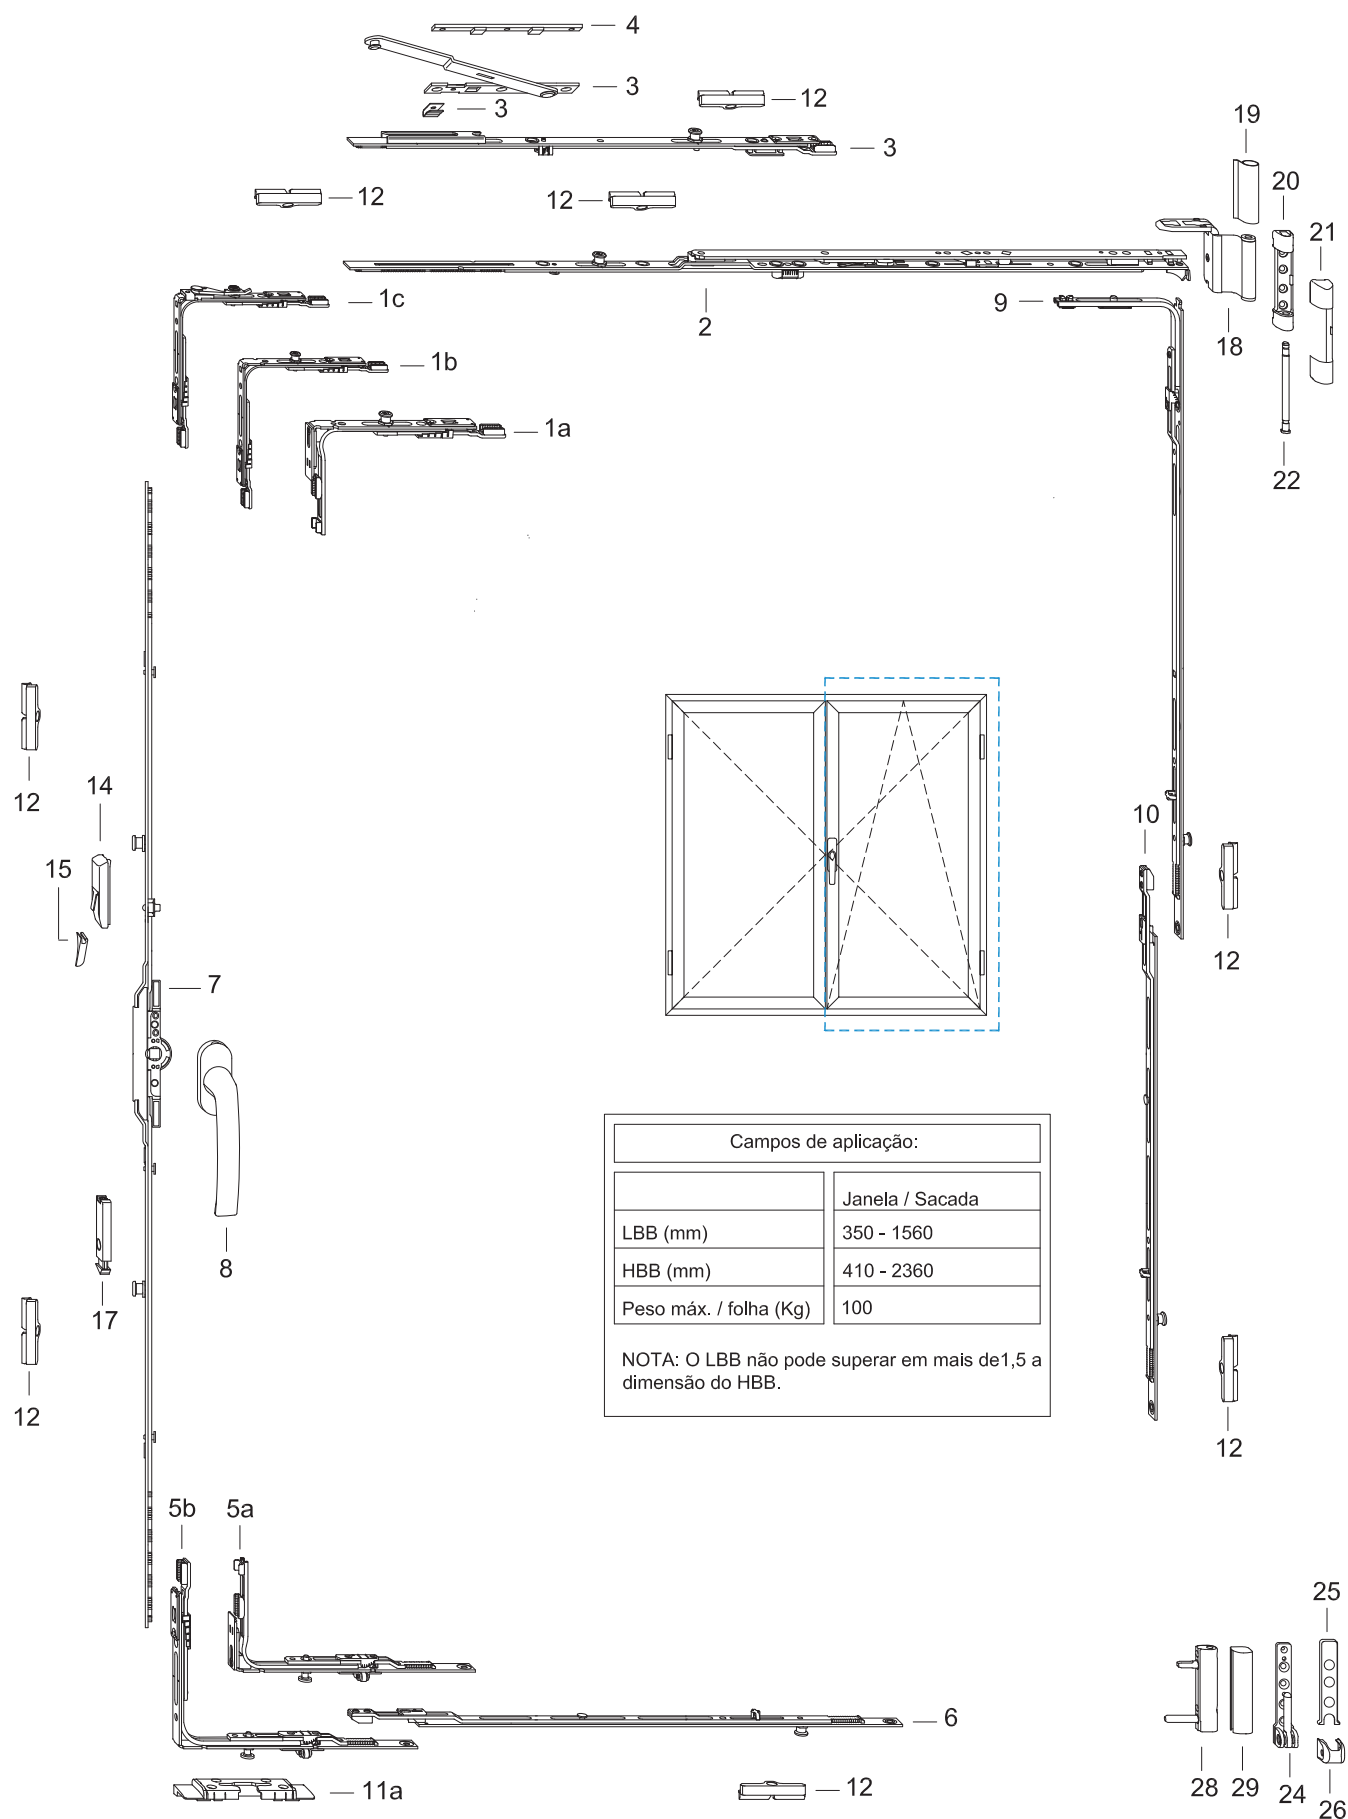 4
3
3
12
3
12
12
19
20
21
1c
2
9
18
1b
1a
22
12
14
15
10
12
7
8
17
12
12
Campos de aplicação:
Janela / Sacada
LBB (mm) 350 - 1560
HBB (mm) 410 - 2360
Peso máx. / folha (Kg) 100
NOTA: O LBB não pode superar em mais de1,5 a
dimensão do HBB.
5b
5a
25
6
11a
12
28
29
24
26